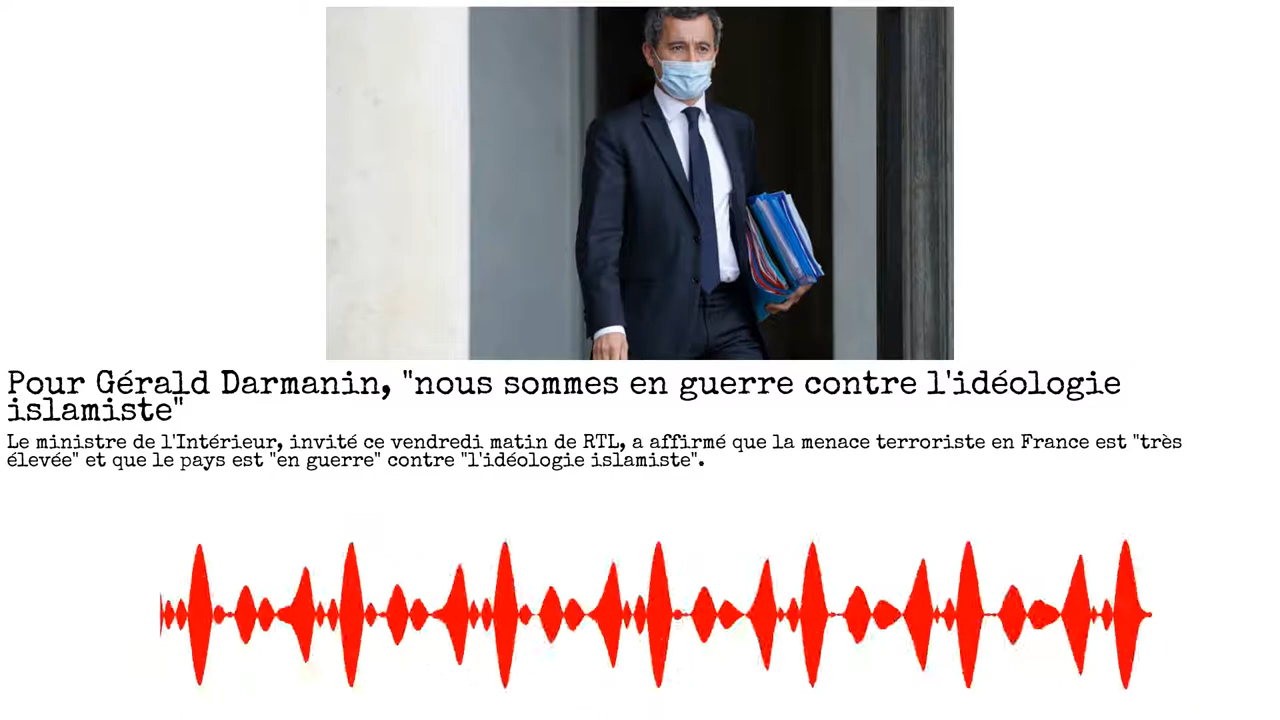 Pour Gérald Darmanin, "nous sommes en guerre contre l'idéologie
islamiste"
Le ministre de l'Intérieur, invité ce vendredi matin de RTL, a affirmé que la menace terroriste en France est "très
élevée" et que le pays est "en guerre" contre "l'idéologie islamiste".